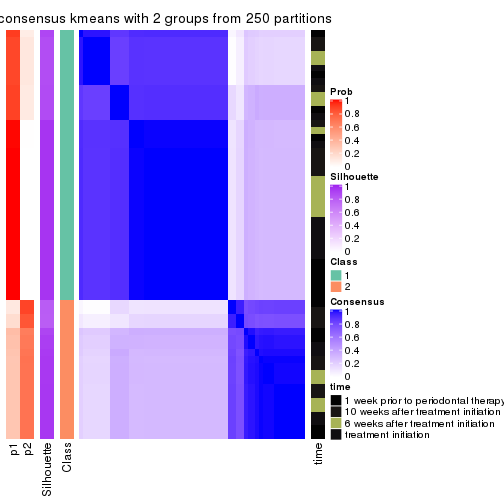 consensus kmeans with 2 groups from 250 partitions
Prob
1
0.8
0.6
0.4
0.2
0
Silhouette
1
0.8
0.6
0.4
0.2
0
Class
1
2
Consensus
1
0.8
0.6
0.4
0.2
0
time
1 week prior to periodontal therapy
10 weeks after treatment initiation
6 weeks after treatment initiation
treatment initiation
p1
p2
Silhouette
Class
time